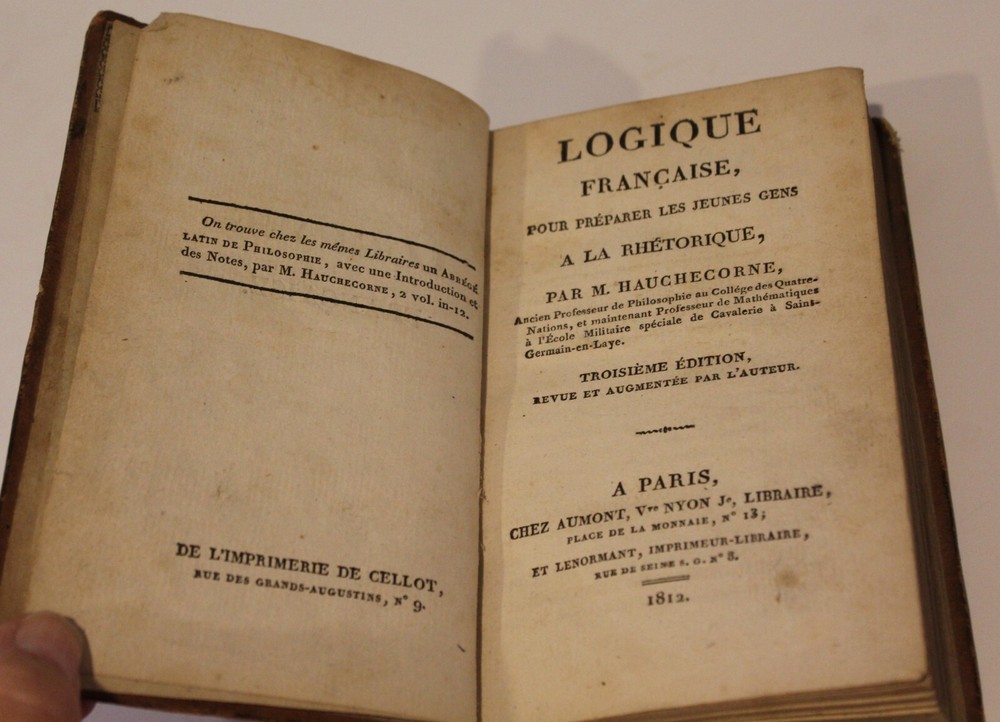 On trouve chez les mêmes Libraires un ABRÉGÉ
LATIN DE PHILOSOPHIE, avec une Introduction et
des Notes, par M. HAUCHECORNE, 2 vol. in-12.
DE L'IMPRIMERIE DE CELLOT,
RUE DES GRANDS-AUGUSTINS, N° 9.
LOGIQUE
FRANÇAISE,
POUR PRÉPARER LES JEUNES GENS
A LA RHÉTORIQUE,
PAR M. HAUCHECORNE,
Ancien Professeur de Philosophie au Collége des Quatre-
Nations, et maintenant Professeur de Mathématiques
à l'École Militaire spéciale de Cavalerie à Saint-
Germain-en-Laye.
TROISIÈME ÉDITION,
REVUE ET AUGMENTÉE PAR L'AUTEUR.
A PARIS,
CHEZ AUMONT, Vve NYON Je, LIBRAIRE,
PLACE DE LA MONNAIE, N° 13;
ET LENORMANT, IMPRIMEUR-LIBRAIRE,
RUE DE SEINE S. G. N° 8.
1812.